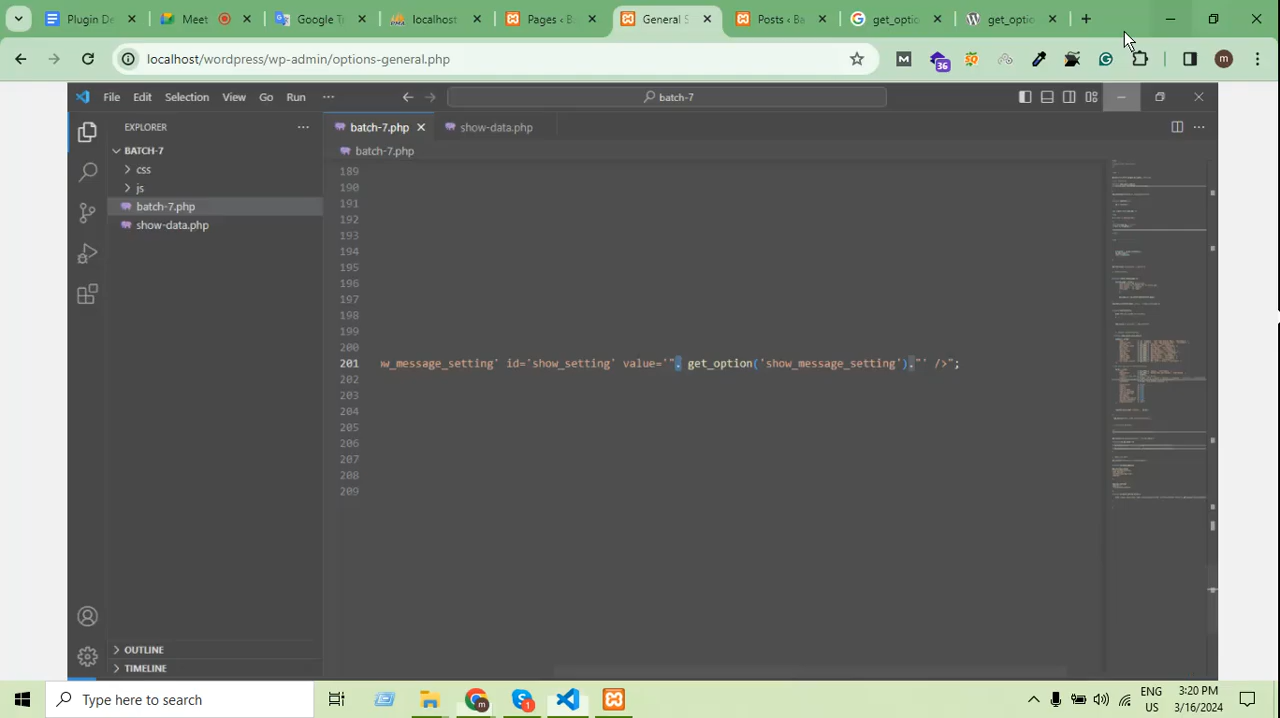 Plugin De
Meet
Google T
localhost
Pages ‹ B
General S
Posts ‹ Ba
get_optio
get_optio
localhost/wordpress/wp-admin/options-general.php
36
m
File Edit Selection View Go Run
batch-7
EXPLORER
batch-7.php
show-data.php
BATCH-7
batch-7.php
css
js
batch-7.php
show-data.php
189
190
191
192
193
194
195
196
197
198
199
200
201 w_message_setting' id='show_setting' value='". get_option('show_message_setting')."' />";
202
203
204
205
206
207
208
209
OUTLINE
TIMELINE
Type here to search
m
1
ENG
US
3:20 PM
3/16/2024